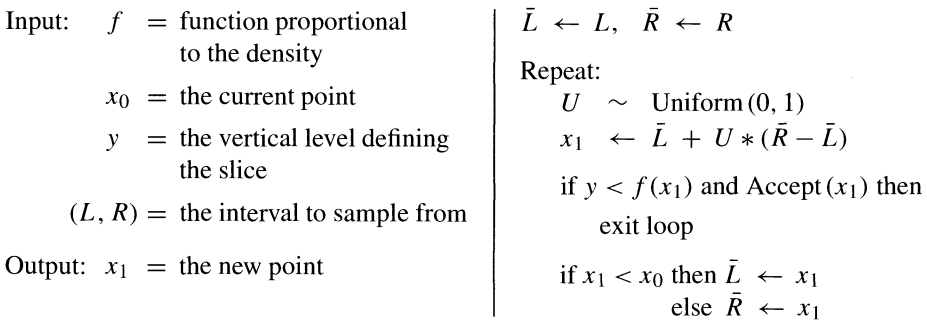 Input: f = function proportional
to the density
x₀ = the current point
y = the vertical level defining
the slice
(L, R) = the interval to sample from
Output: x₁ = the new point
L̄ ← L, R̄ ← R
Repeat:
U ∼ Uniform (0, 1)
x₁ ← L̄ + U ∗ (R̄ − L̄)
if y < f(x₁) and Accept (x₁) then
exit loop
if x₁ < x₀ then L̄ ← x₁
else R̄ ← x₁